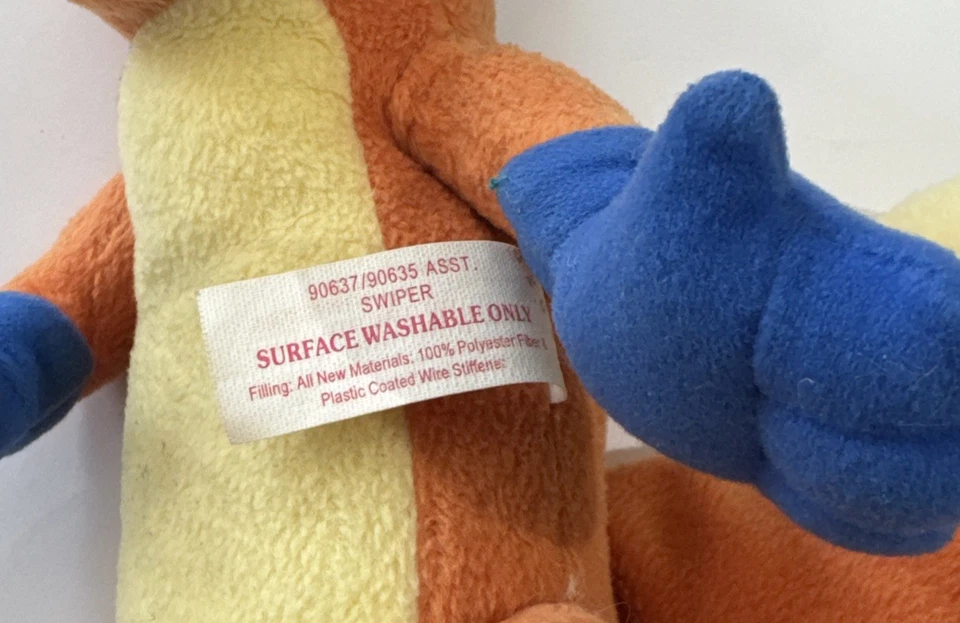 90637/90635 ASST.
SWIPER
SURFACE WASHABLE ONLY
Filling: All New Materials: 100% Polyester Fiber &
Plastic Coated Wire Stiffener